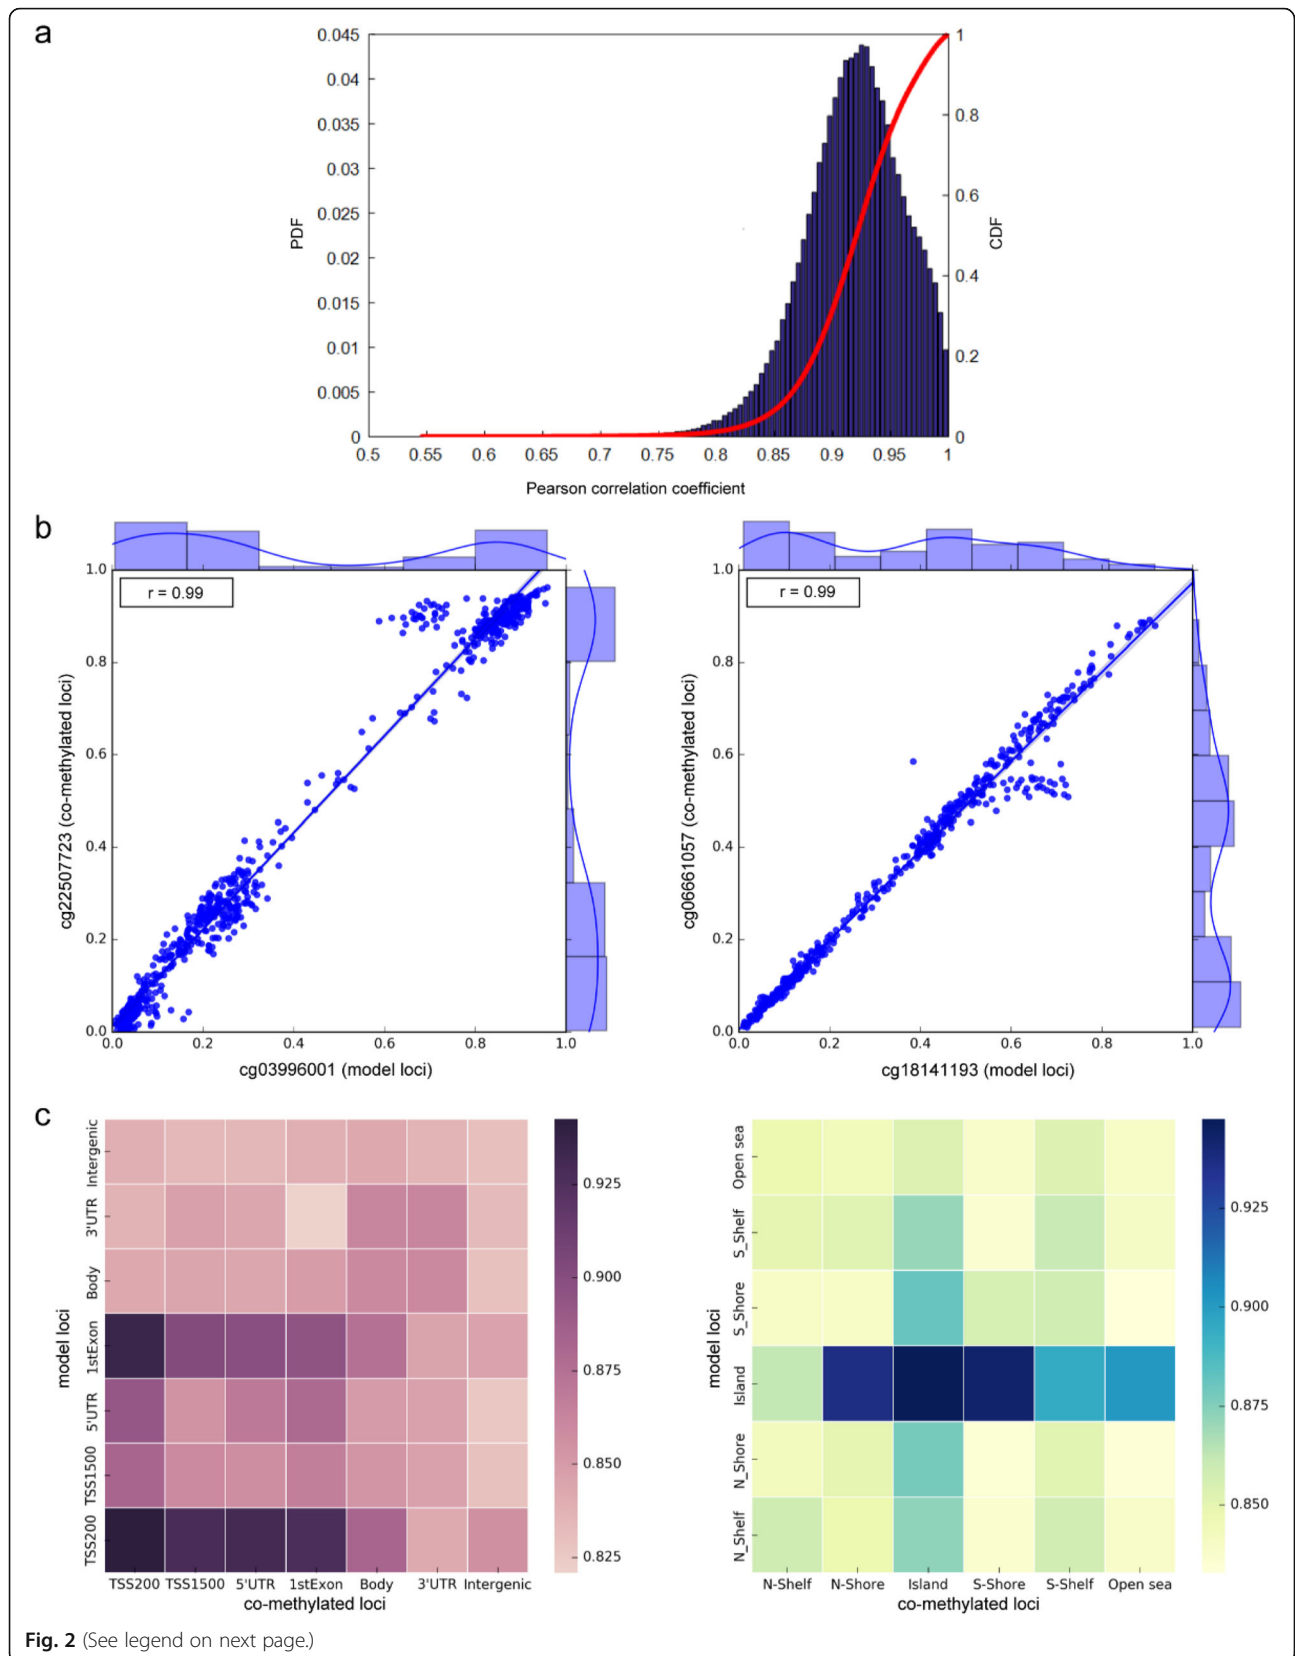 a
0.045
0.04
0.035
0.03
0.025
0.02
0.015
0.01
0.005
0
PDF
1
0.8
0.6
0.4
0.2
0
CDF
0.5 0.55 0.6 0.65 0.7 0.75 0.8 0.85 0.9 0.95 1
Pearson correlation coefficient
b
r = 0.99
1.0
0.8
0.6
0.4
0.2
0.0
cg22507723 (co-methylated loci)
0.0 0.2 0.4 0.6 0.8 1.0
cg03996001 (model loci)
r = 0.99
1.0
0.8
0.6
0.4
0.2
0.0
cg06661057 (co-methylated loci)
0.0 0.2 0.4 0.6 0.8 1.0
cg18141193 (model loci)
c
model loci
Intergenic
3'UTR
Body
1stExon
5'UTR
TSS1500
TSS200
TSS200 TSS1500 5'UTR 1stExon Body 3'UTR Intergenic
co-methylated loci
0.925
0.900
0.875
0.850
0.825
model loci
Open sea
S_Shelf
S_Shore
Island
N_Shore
N_Shelf
N-Shelf N-Shore Island S-Shore S-Shelf Open sea
co-methylated loci
0.925
0.900
0.875
0.850
Fig. 2 (See legend on next page.)